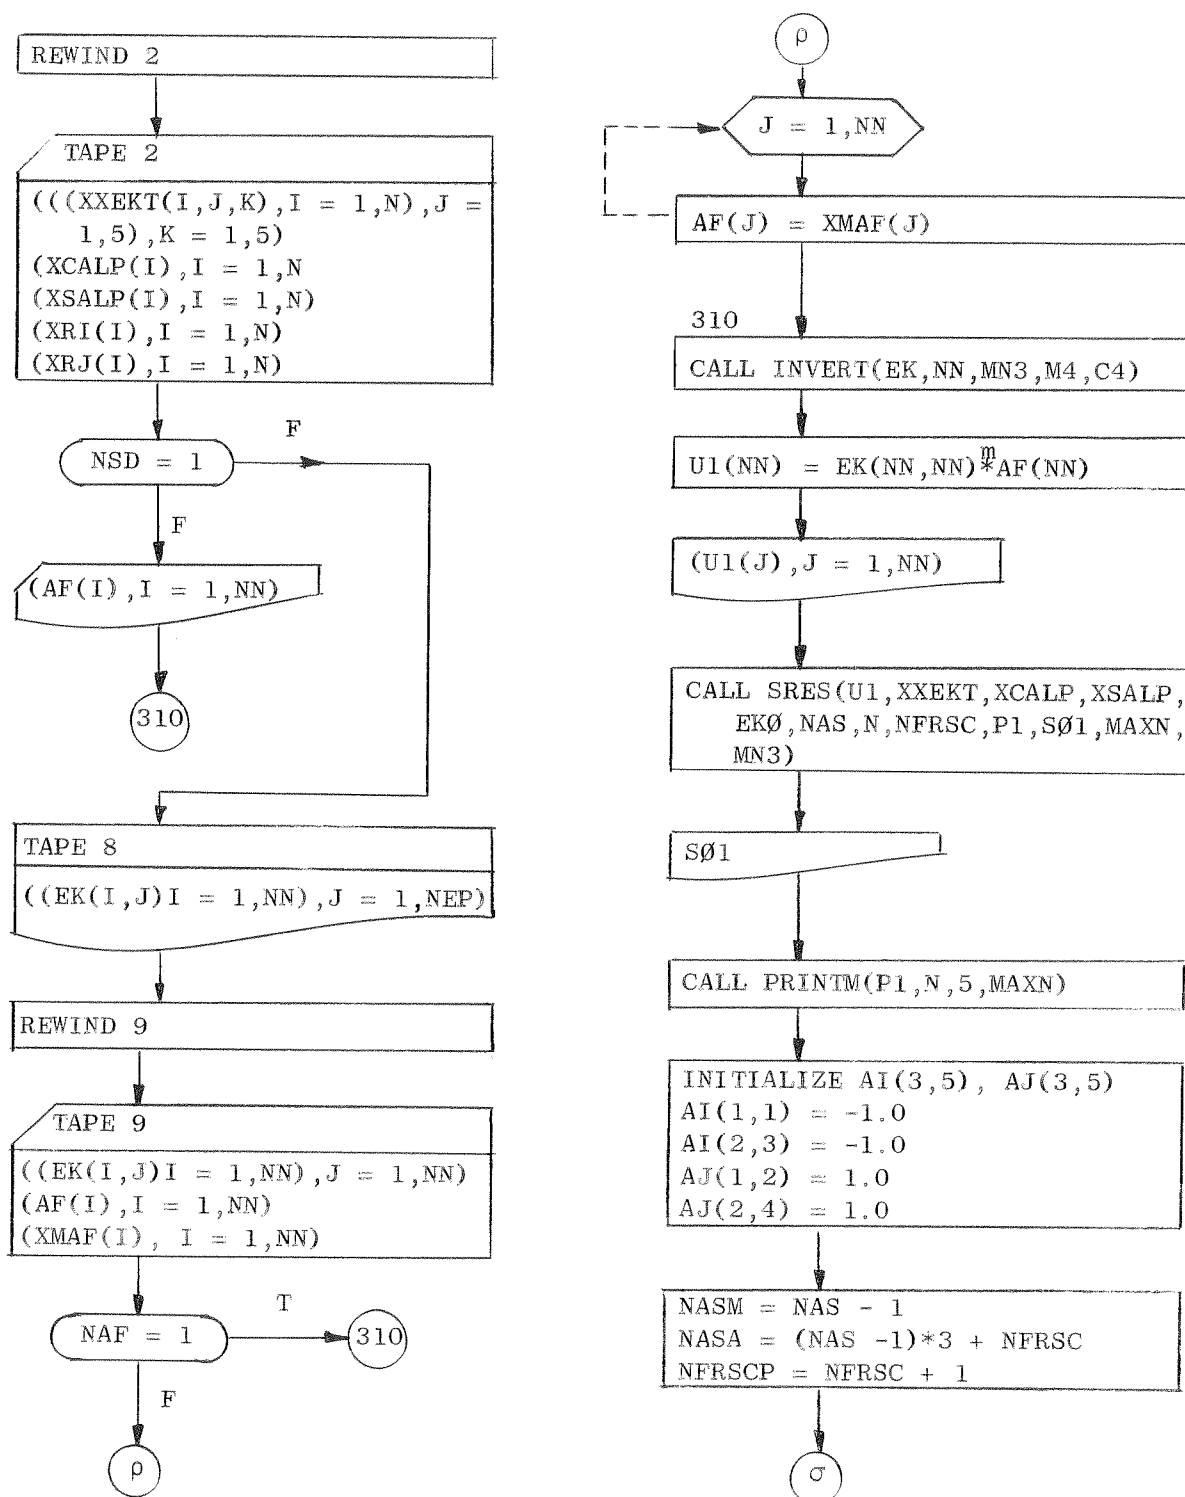 REWIND 2
TAPE 2
(((XXEKT(I,J,K),I = 1,N),J =
1,5),K = 1,5)
(XCALP(I),I = 1,N
(XSALP(I),I = 1,N)
(XRI(I),I = 1,N)
(XRJ(I),I = 1,N)
NSD = 1
F
F
(AF(I),I = 1,NN)
310
TAPE 8
((EK(I,J)I = 1,NN),J = 1,NEP)
REWIND 9
TAPE 9
((EK(I,J)I = 1,NN),J = 1,NN)
(AF(I),I = 1,NN)
(XMAF(I), I = 1,NN)
NAF = 1
T
310
F
ρ
ρ
J = 1,NN
AF(J) = XMAF(J)
310
CALL INVERT(EK,NN,MN3,M4,C4)
m
U1(NN) = EK(NN,NN)*AF(NN)
(U1(J),J = 1,NN)
CALL SRES(U1,XXEKT,XCALP,XSALP,
EKØ,NAS,N,NFRSC,P1,SØ1,MAXN,
MN3)
SØ1
CALL PRINTM(P1,N,5,MAXN)
INITIALIZE AI(3,5), AJ(3,5)
AI(1,1) = -1.0
AI(2,3) = -1.0
AJ(1,2) = 1.0
AJ(2,4) = 1.0
NASM = NAS - 1
NASA = (NAS -1)*3 + NFRSC
NFRSCP = NFRSC + 1
σ